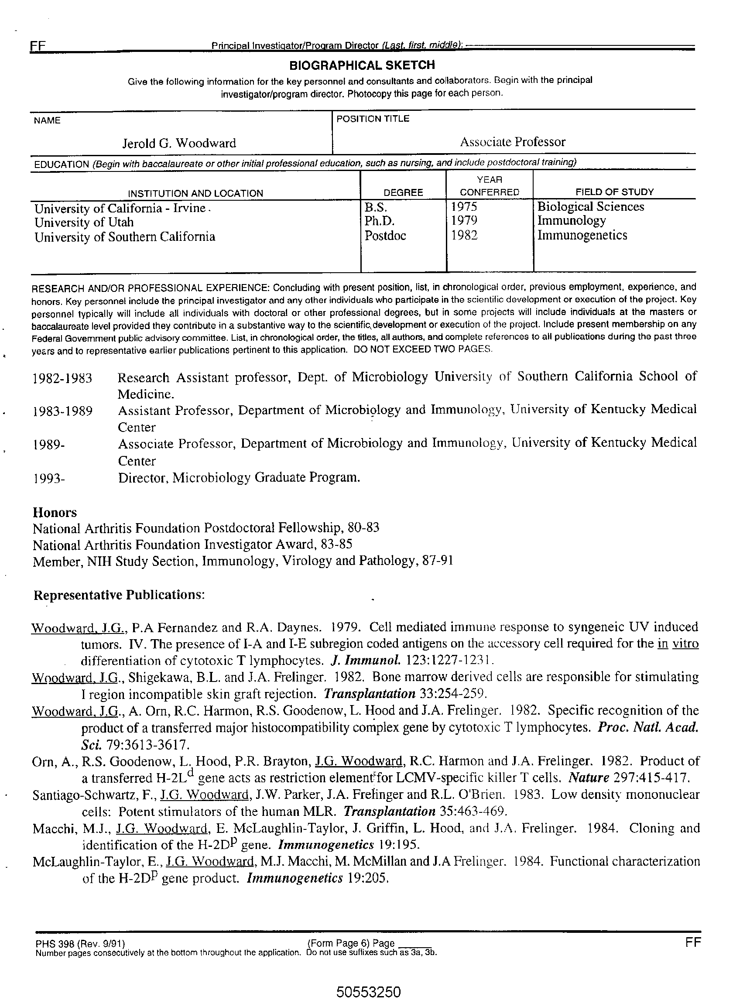 FF
Principal Investigator/Program Director (Last, first, middle):
BIOGRAPHICAL SKETCH
Give the following information for the key personnel and consultants and collaborators. Begin with the principal
investigator/program director. Photocopy this page for each person.
NAME
POSITION TITLE
Jerold G. Woodward
Associate Professor
EDUCATION (Begin with baccalaureate or other initial professional education, such as nursing, and include postdoctoral training)
INSTITUTION AND LOCATION DEGREE YEAR CONFERRED FIELD OF STUDY
University of California - Irvine. B.S. 1975 Biological Sciences
University of Utah Ph.D. 1979 Immunology
University of Southern California Postdoc 1982 Immunogenetics
RESEARCH AND/OR PROFESSIONAL EXPERIENCE: Concluding with present position, list, in chronological order, previous employment, experience, and
honors. Key personnel include the principal investigator and any other individuals who participate in the scientific development or execution of the project. Key
personnel typically will include all individuals with doctoral or other professional degrees, but in some projects will include individuals at the masters or
baccalaureate level provided they contribute in a substantive way to the scientific development or execution of the project. Include present membership on any
Federal Government public advisory committee. List, in chronological order, the titles, all authors, and complete references to all publications during the past three
years and to representative earlier publications pertinent to this application. DO NOT EXCEED TWO PAGES.
1982-1983 Research Assistant professor, Dept. of Microbiology University of Southern California School of
Medicine.
1983-1989 Assistant Professor, Department of Microbiology and Immunology, University of Kentucky Medical
Center
1989- Associate Professor, Department of Microbiology and Immunology, University of Kentucky Medical
Center
1993- Director, Microbiology Graduate Program.
Honors
National Arthritis Foundation Postdoctoral Fellowship, 80-83
National Arthritis Foundation Investigator Award, 83-85
Member, NIH Study Section, Immunology, Virology and Pathology, 87-91
Representative Publications:
Woodward, J.G., P.A Fernandez and R.A. Daynes. 1979. Cell mediated immune response to syngeneic UV induced
tumors. IV. The presence of I-A and I-E subregion coded antigens on the accessory cell required for the in vitro
differentiation of cytotoxic T lymphocytes. J. Immunol. 123:1227-1231.
Woodward, J.G., Shigekawa, B.L. and J.A. Frelinger. 1982. Bone marrow derived cells are responsible for stimulating
I region incompatible skin graft rejection. Transplantation 33:254-259.
Woodward, J.G., A. Orn, R.C. Harmon, R.S. Goodenow, L. Hood and J.A. Frelinger. 1982. Specific recognition of the
product of a transferred major histocompatibility complex gene by cytotoxic T lymphocytes. Proc. Natl. Acad.
Sci. 79:3613-3617.
Orn, A., R.S. Goodenow, L. Hood, P.R. Brayton, J.G. Woodward, R.C. Harmon and J.A. Frelinger. 1982. Product of
a transferred H-2Ld gene acts as restriction element for LCMV-specific killer T cells. Nature 297:415-417.
Santiago-Schwartz, F., J.G. Woodward, J.W. Parker, J.A. Frelinger and R.L. O'Brien. 1983. Low density mononuclear
cells: Potent stimulators of the human MLR. Transplantation 35:463-469.
Macchi, M.J., J.G. Woodward, E. McLaughlin-Taylor, J. Griffin, L. Hood, and J.A. Frelinger. 1984. Cloning and
identification of the H-2Dp gene. Immunogenetics 19:195.
McLaughlin-Taylor, E., J.G. Woodward, M.J. Macchi, M. McMillan and J.A Frelinger. 1984. Functional characterization
of the H-2Dp gene product. Immunogenetics 19:205.
PHS 398 (Rev. 9/91) (Form Page 6) Page ______ FF
Number pages consecutively at the bottom throughout the application. Do not use suffixes such as 3a, 3b.
50553250